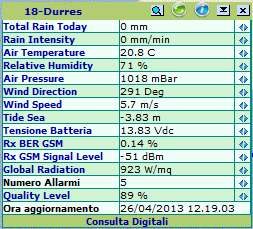 18-Durres
Total Rain Today 0 mm
Rain Intensity 0 mm/min
Air Temperature 20.8 C
Relative Humidity 71 %
Air Pressure 1018 mBar
Wind Direction 291 Deg
Wind Speed 5.7 m/s
Tide Sea -3.83 m
Tensione Batteria 13.83 Vdc
Rx BER GSM 0.14 %
Rx GSM Signal Level -51 dBm
Global Radiation 923 W/mq
Numero Allarmi 5
Quality Level 89 %
Ora aggiornamento 26/04/2013 12.19.03
Consulta Digitali